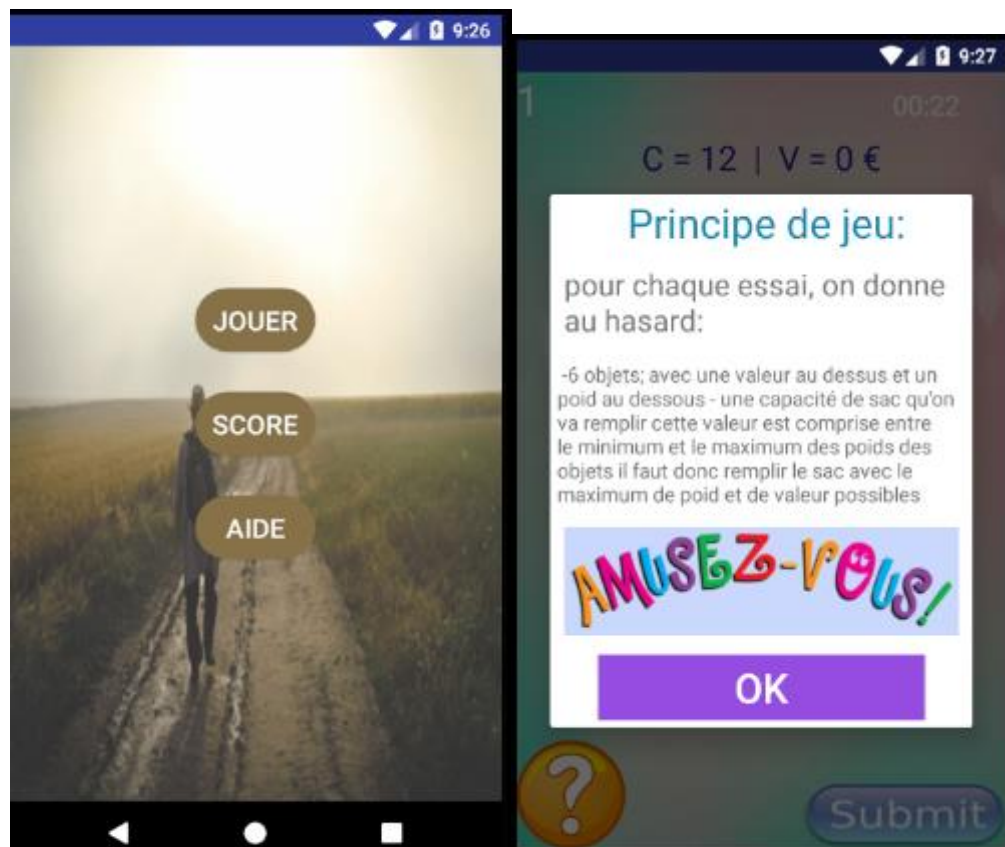 9:26
JOUER
SCORE
AIDE
9:27
1
00:22
C = 12 | V = 0 €
Principe de jeu:
pour chaque essai, on donne
au hasard:
-6 objets; avec une valeur au dessus et un
poid au dessous - une capacité de sac qu'on
va remplir cette valeur est comprise entre
le minimum et le maximum des poids des
objets il faut donc remplir le sac avec le
maximum de poid et de valeur possibles
AMUSEZ-VOUS!
OK
?
Submit